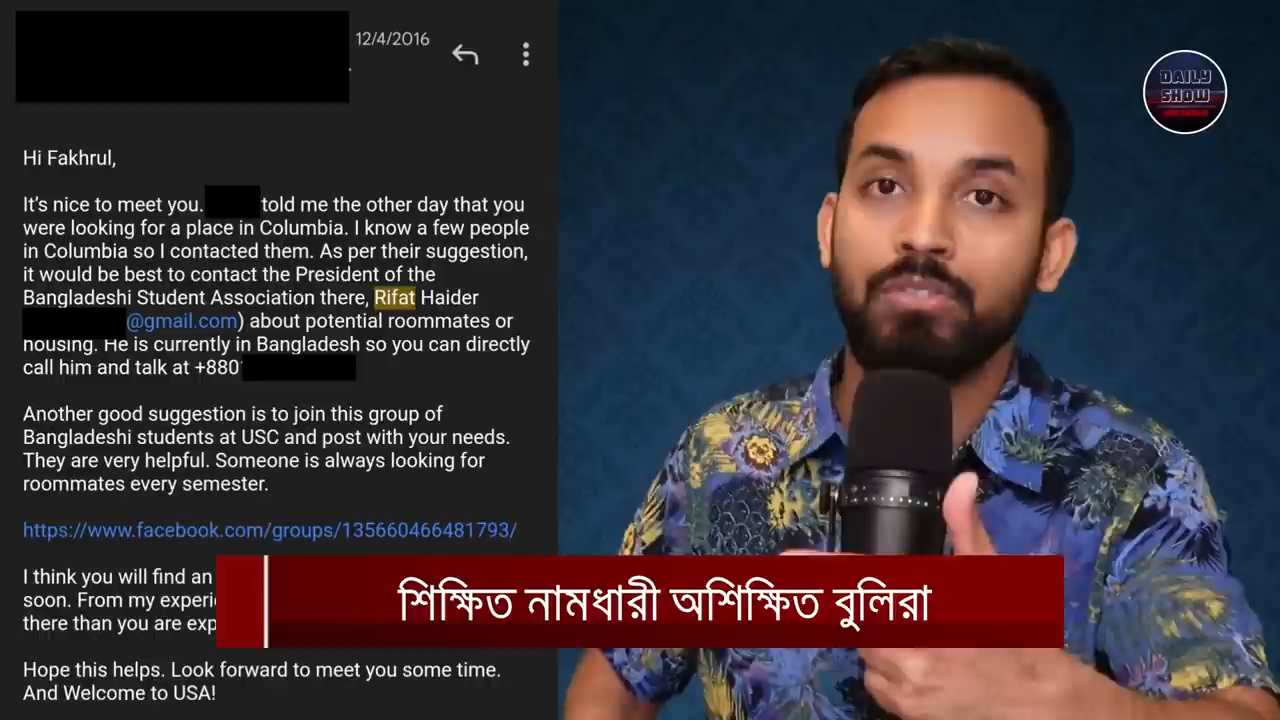 12/4/2016
Hi Fakhrul,
It's nice to meet you. told me the other day that you
were looking for a place in Columbia. I know a few people
in Columbia so I contacted them. As per their suggestion,
it would be best to contact the President of the
Bangladeshi Student Association there, Rifat Haider
@gmail.com) about potential roommates or
housing. He is currently in Bangladesh so you can directly
call him and talk at +880
Another good suggestion is to join this group of
Bangladeshi students at USC and post with your needs.
They are very helpful. Someone is always looking for
roommates every semester.
https://www.facebook.com/groups/135660466481793/
I think you will find an
soon. From my
there than you are
Hope this helps. Look forward to meet you some time.
And Welcome to USA!
DAILY
SHOW
শিক্ষিত নামধারী অশিক্ষিত বুলিরা